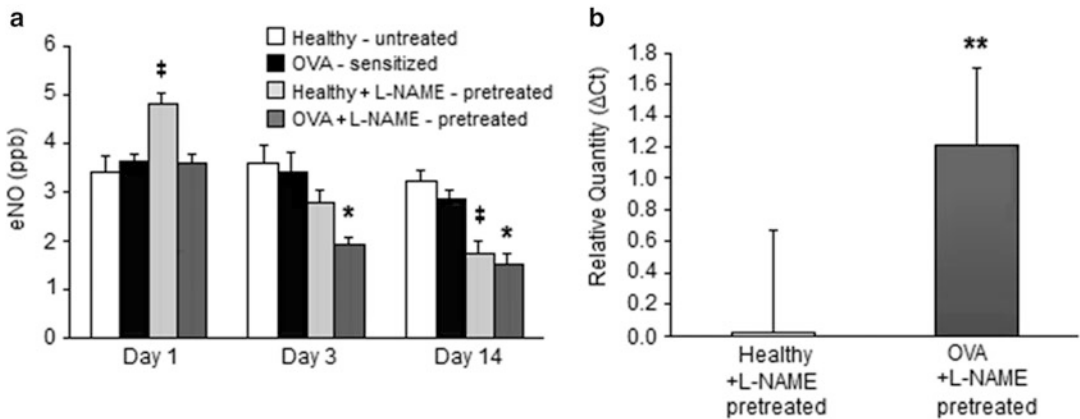 a
6
5
4
3
2
1
0
eNO (ppb)
Healthy - untreated
OVA - sensitized
Healthy + L-NAME - pretreated
OVA + L-NAME - pretreated
‡
*
‡
*
Day 1
Day 3
Day 14
b
1.8
1.6
1.4
1.2
1.0
0.8
0.6
0.4
0.2
0.0
Relative Quantity (ΔCt)
**
Healthy
+L-NAME
pretreated
OVA
+L-NAME
pretreated